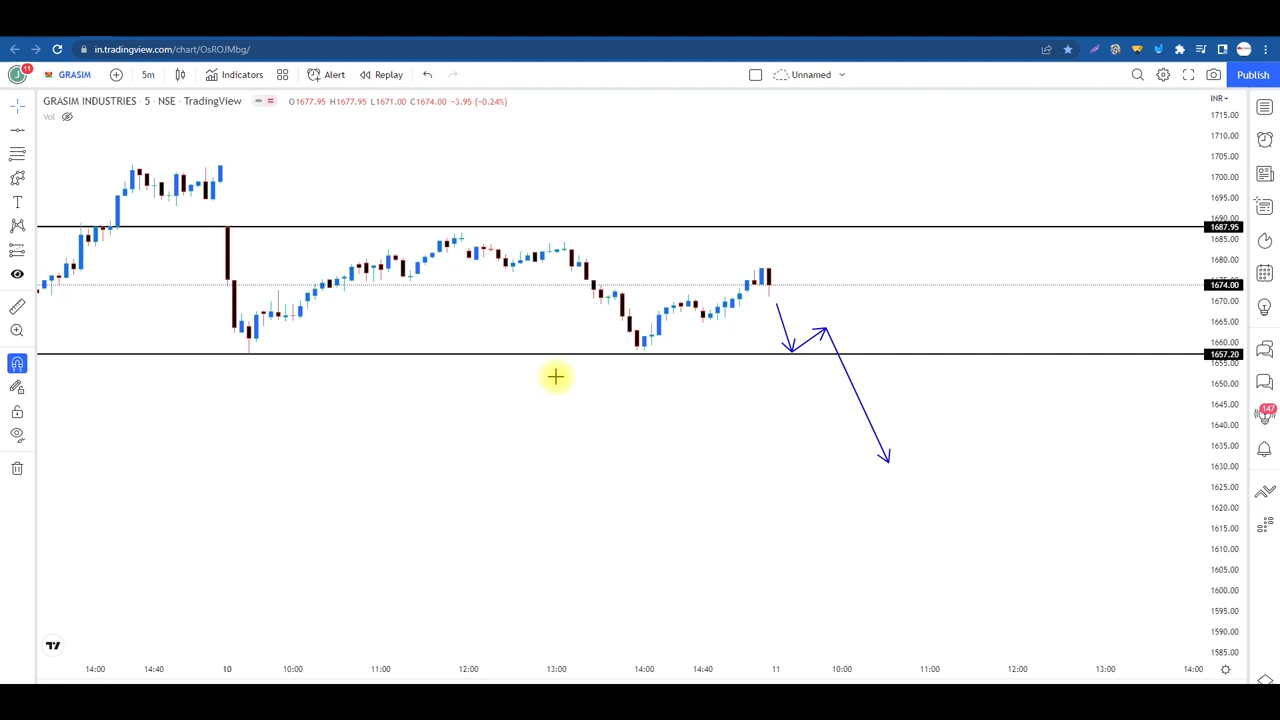 in.tradingview.com/chart/OsROJMbg/
11
GRASIM
5m
Indicators
Alert
Replay
Unnamed
Publish
GRASIM INDUSTRIES · 5 · NSE · TradingView
O1677.95 H1677.95 L1671.00 C1674.00 −3.95 (−0.24%)
Vol
INR
1715.00
1710.00
1705.00
1700.00
1695.00
1690.00
1687.95
1685.00
1680.00
1674.00
1670.00
1665.00
1660.00
1657.20
1655.00
1650.00
1645.00
1640.00
1635.00
1630.00
1625.00
1620.00
1615.00
1610.00
1605.00
1600.00
1595.00
1590.00
1585.00
147
14:00 14:40 10 10:00 11:00 12:00 13:00 14:00 14:40 11 10:00 11:00 12:00 13:00 14:00